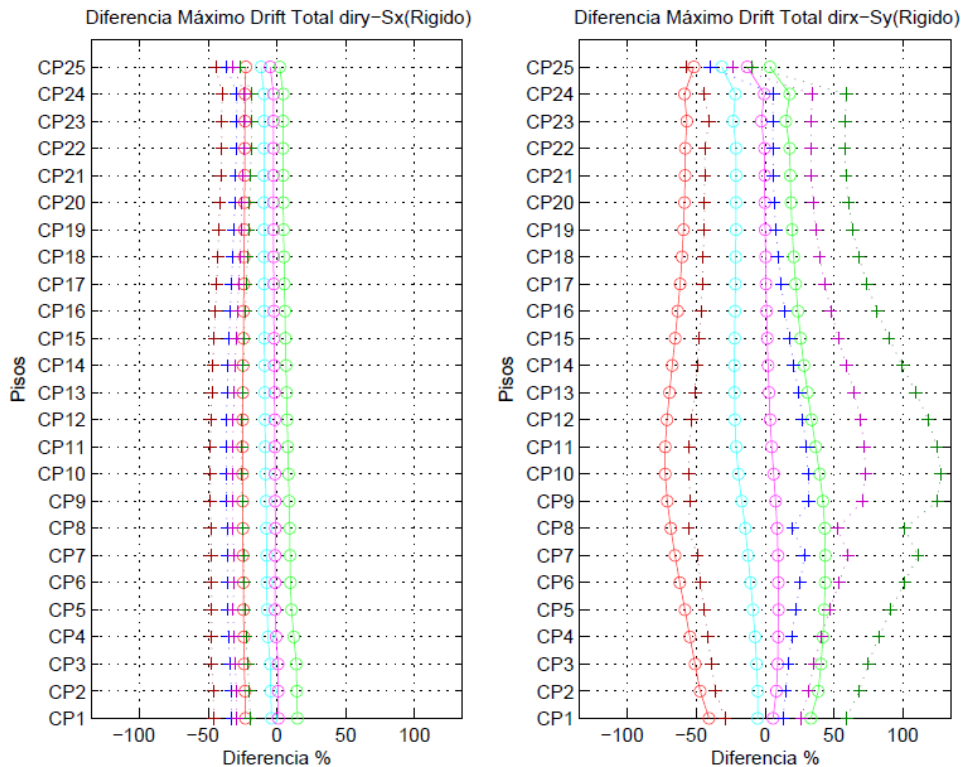 Diferencia Máximo Drift Total diry−Sx(Rigido)
CP25
CP24
CP23
CP22
CP21
CP20
CP19
CP18
CP17
CP16
CP15
CP14
CP13
CP12
CP11
CP10
CP9
CP8
CP7
CP6
CP5
CP4
CP3
CP2
CP1
Pisos
−100 −50 0 50 100
Diferencia %
Diferencia Máximo Drift Total dirx−Sy(Rigido)
CP25
CP24
CP23
CP22
CP21
CP20
CP19
CP18
CP17
CP16
CP15
CP14
CP13
CP12
CP11
CP10
CP9
CP8
CP7
CP6
CP5
CP4
CP3
CP2
CP1
Pisos
−100 −50 0 50 100
Diferencia %